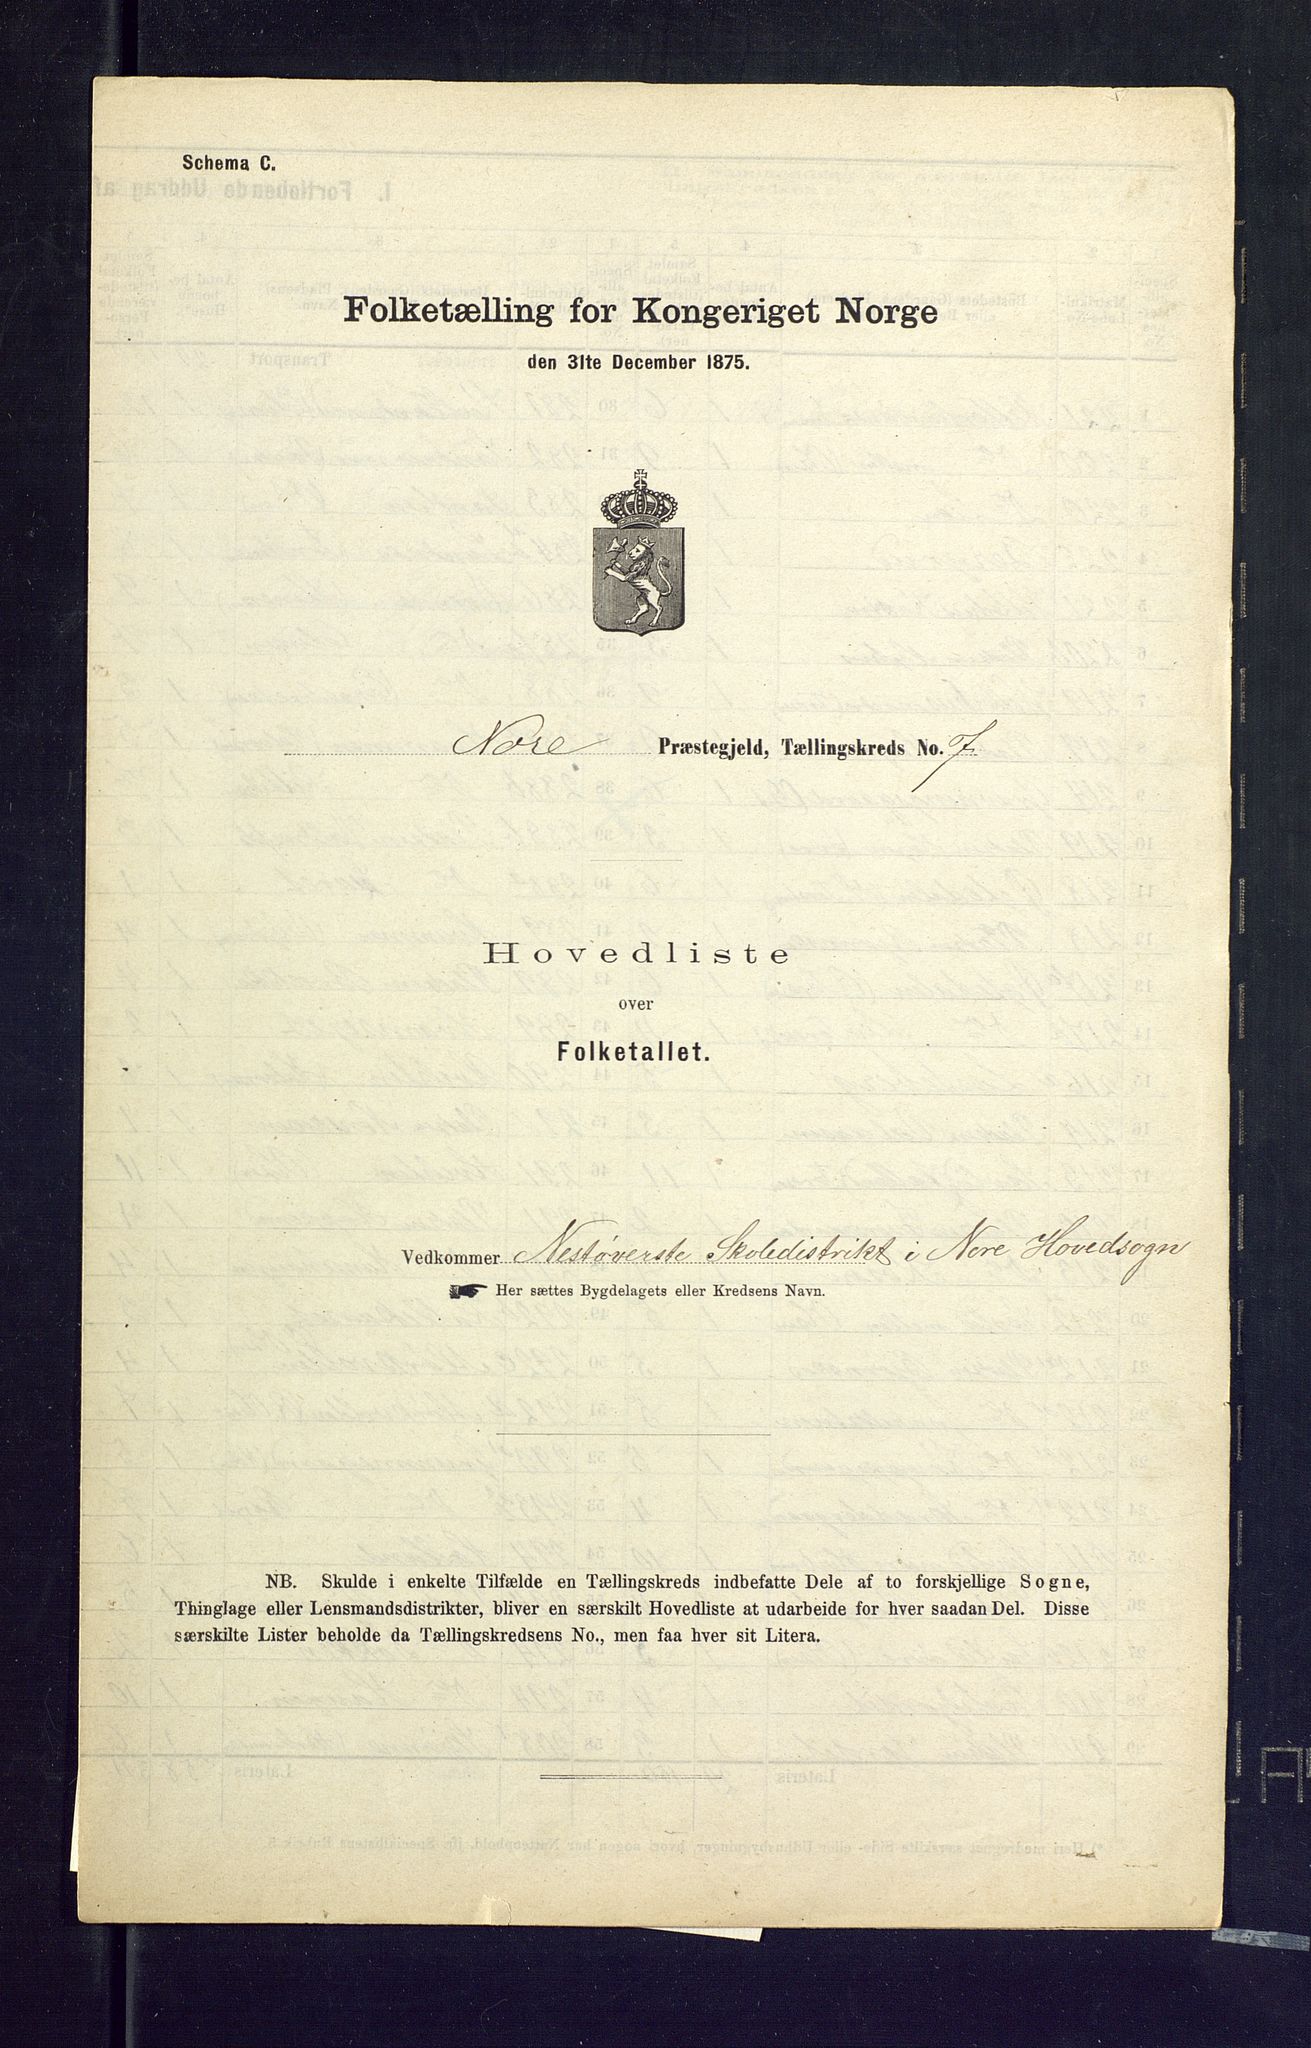 Schema C.
Folketælling for Kongeriget Norge
den 31te December 1875.
Nore Præstegjeld, Tællingskreds No. 7
Hovedliste
over
Folketallet.
Vedkommer Nestøverste Skoledistrikt i Nore Hovedsogn
Her sættes Bygdelagets eller Kredsens Navn.
NB. Skulde i enkelte Tilfælde en Tællingskreds indbefatte Dele af to forskjellige Sogne,
Thinglage eller Lensmandsdistrikter, bliver en særskilt Hovedliste at udarbeide for hver saadan Del. Disse
særskilte Lister beholde da Tællingskredsens No., men faa hver sit Litera.